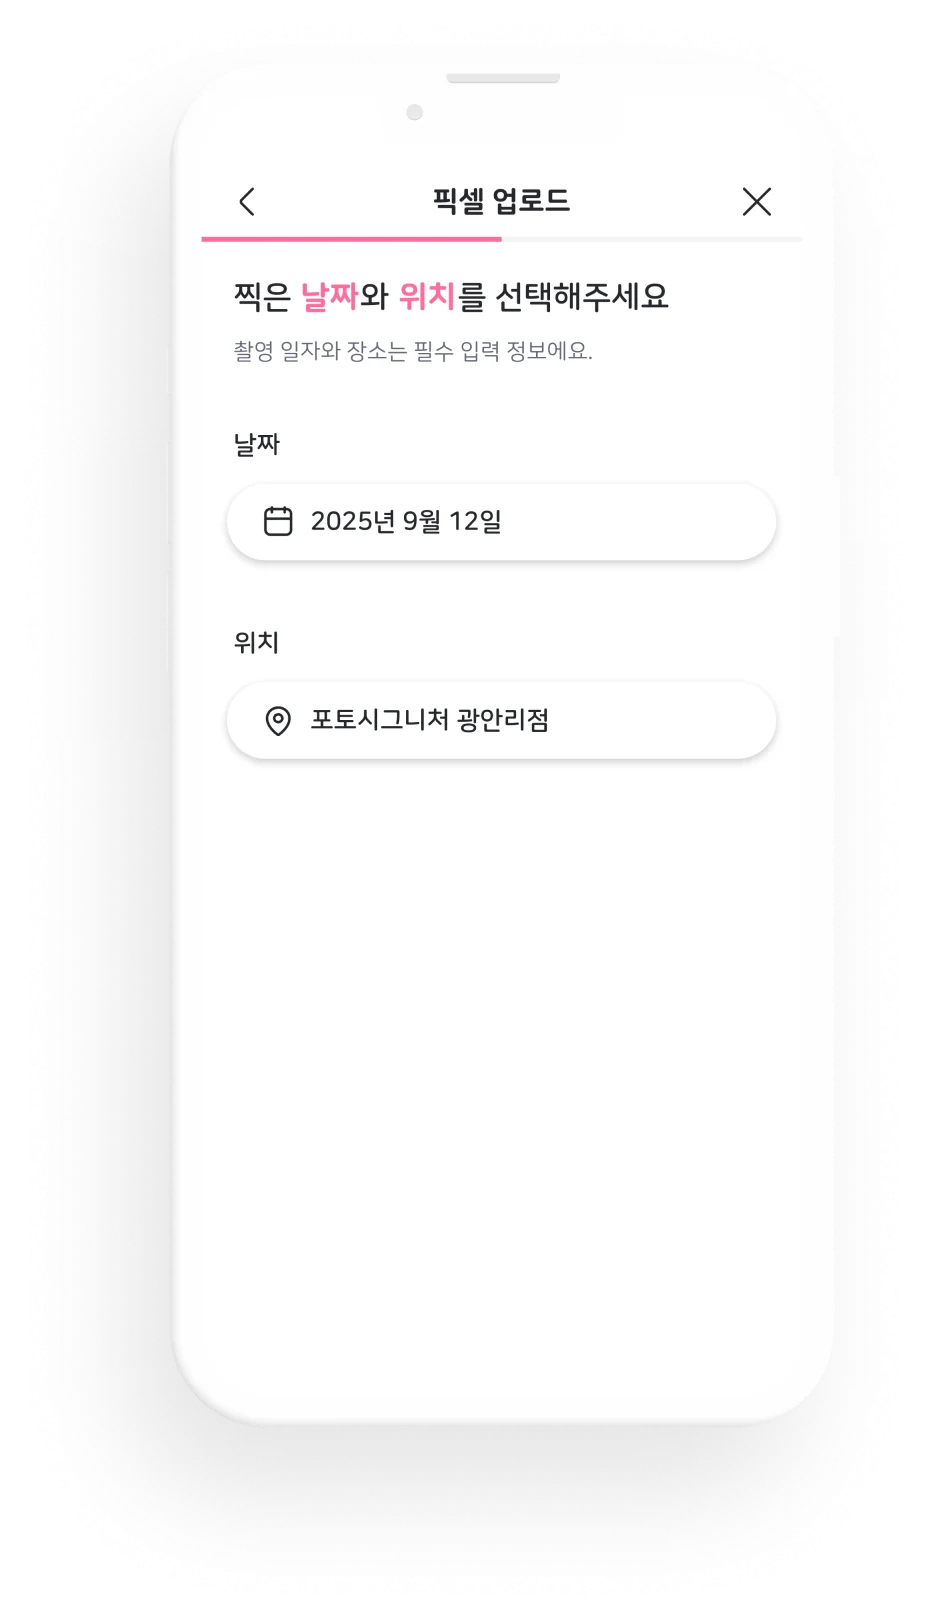 픽셀 업로드
찍은 날짜와 위치를 선택해주세요
촬영 일자와 장소는 필수 입력 정보에요.
날짜
2025년 9월 12일
위치
포토시그니처 광안리점